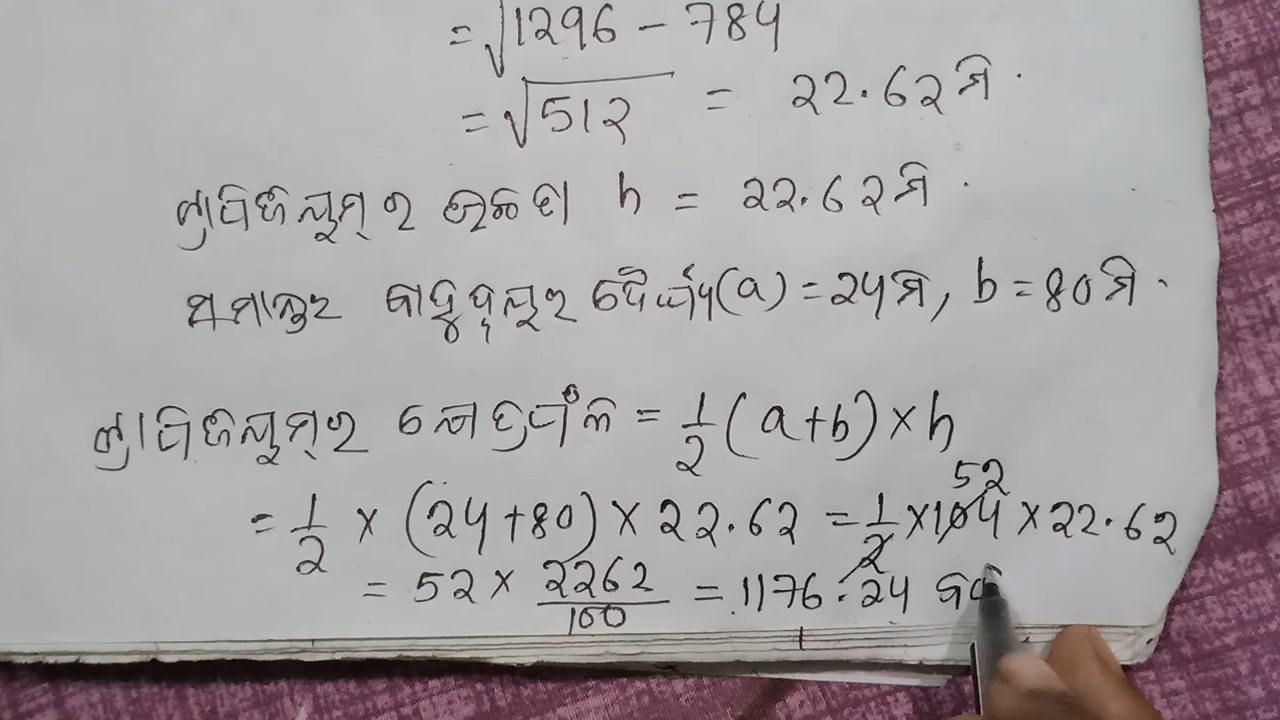 = √1296 - 784
= √512 = 22.62 ମି.
ଟ୍ରାପିଜିୟମ୍‌ର ଉଚ୍ଚତା h = 22.62 ମି.
ସମାନ୍ତର ବାହୁଦ୍ୱୟର ଦୈର୍ଘ୍ୟ (a) = 24 ମି, b = 80 ମି.
ଟ୍ରାପିଜିୟମ୍‌ର କ୍ଷେତ୍ରଫଳ = 1/2 (a+b) × h
= 1/2 × (24+80) × 22.62 = 1/2 × 104 52 × 22.62
= 52 × 2262/100 = 1176.24 ବର୍